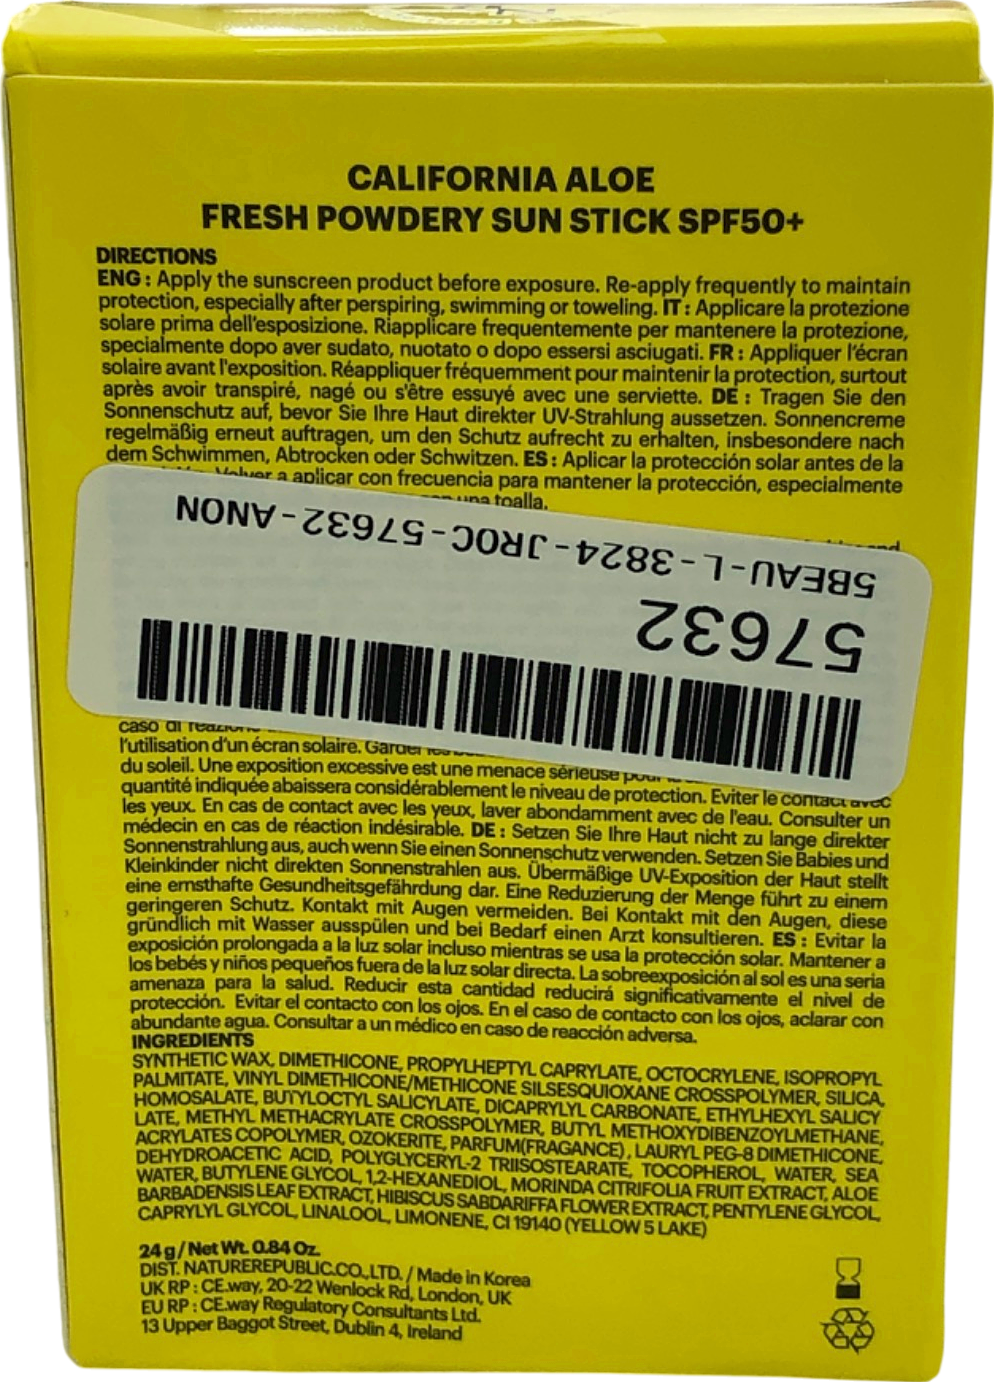 CALIFORNIA ALOE
FRESH POWDERY SUN STICK SPF50+
DIRECTIONS
ENG : Apply the sunscreen product before exposure. Re-apply frequently to maintain
protection, especially after perspiring, swimming or toweling. IT : Applicare la protezione
solare prima dell'esposizione. Riapplicare frequentemente per mantenere la protezione,
specialmente dopo aver sudato, nuotato o dopo essersi asciugati. FR : Appliquer l'écran
solaire avant l'exposition. Réappliquer fréquemment pour maintenir la protection, surtout
après avoir transpiré, nagé ou s'être essuyé avec une serviette. DE : Tragen Sie den
Sonnenschutz auf, bevor Sie Ihre Haut direkter UV-Strahlung aussetzen. Sonnencreme
regelmäßig erneut auftragen, um den Schutz aufrecht zu erhalten, insbesondere nach
dem Schwimmen, Abtrocken oder Schwitzen. ES : Aplicar la protección solar antes de la
Volver a aplicar con frecuencia para mantener la protección, especialmente
una toalla.
5BEAU-L-3824-JROC-57632-ANON
57632
caso di
l'utilisation d'un écran solaire. Garder
du soleil. Une exposition excessive est une menace sérieuse pour
quantité indiquée abaissera considérablement le niveau de protection. Eviter le contact avec
les yeux. En cas de contact avec les yeux, laver abondamment avec de l'eau. Consulter un
médecin en cas de réaction indésirable. DE : Setzen Sie Ihre Haut nicht zu lange direkter
Sonnenstrahlung aus, auch wenn Sie einen Sonnenschutz verwenden. Setzen Sie Babies und
Kleinkinder nicht direkten Sonnenstrahlen aus. Übermäßige UV-Exposition der Haut stellt
eine ernsthafte Gesundheitsgefährdung dar. Eine Reduzierung der Menge führt zu einem
geringeren Schutz. Kontakt mit Augen vermeiden. Bei Kontakt mit den Augen, diese
gründlich mit Wasser ausspülen und bei Bedarf einen Arzt konsultieren. ES : Evitar la
exposición prolongada a la luz solar incluso mientras se usa la protección solar. Mantener a
los bebés y niños pequeños fuera de la luz solar directa. La sobreexposición al sol es una seria
amenaza para la salud. Reducir esta cantidad reducirá significativamente el nivel de
protección. Evitar el contacto con los ojos. En el caso de contacto con los ojos, aclarar con
abundante agua. Consultar a un médico en caso de reacción adversa.
INGREDIENTS
SYNTHETIC WAX, DIMETHICONE, PROPYLHEPTYL CAPRYLATE, OCTOCRYLENE, ISOPROPYL
PALMITATE, VINYL DIMETHICONE/METHICONE SILSESQUIOXANE CROSSPOLYMER, SILICA,
HOMOSALATE, BUTYLOCTYL SALICYLATE, DICAPRYLYL CARBONATE, ETHYLHEXYL SALICY
LATE, METHYL METHACRYLATE CROSSPOLYMER, BUTYL METHOXYDIBENZOYLMETHANE,
ACRYLATES COPOLYMER, OZOKERITE, PARFUM(FRAGANCE) , LAURYL PEG-8 DIMETHICONE,
DEHYDROACETIC ACID, POLYGLYCERYL-2 TRIISOSTEARATE, TOCOPHEROL, WATER, SEA
WATER, BUTYLENE GLYCOL, 1,2-HEXANEDIOL, MORINDA CITRIFOLIA FRUIT EXTRACT, ALOE
BARBADENSIS LEAF EXTRACT, HIBISCUS SABDARIFFA FLOWER EXTRACT, PENTYLENE GLYCOL,
CAPRYLYL GLYCOL, LINALOOL, LIMONENE, CI 19140 (YELLOW 5 LAKE)
24 g / Net Wt. 0.84 Oz.
DIST. NATUREREPUBLIC.CO.,LTD. / Made in Korea
UK RP : CE.way, 20-22 Wenlock Rd, London, UK
EU RP : CE.way Regulatory Consultants Ltd.
13 Upper Baggot Street, Dublin 4, Ireland